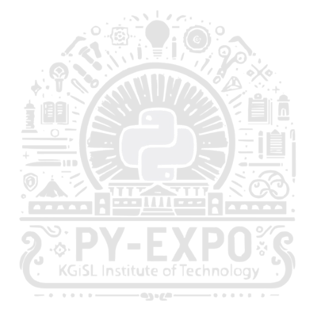 PY-EXPO
KGiSL Institute of Technology